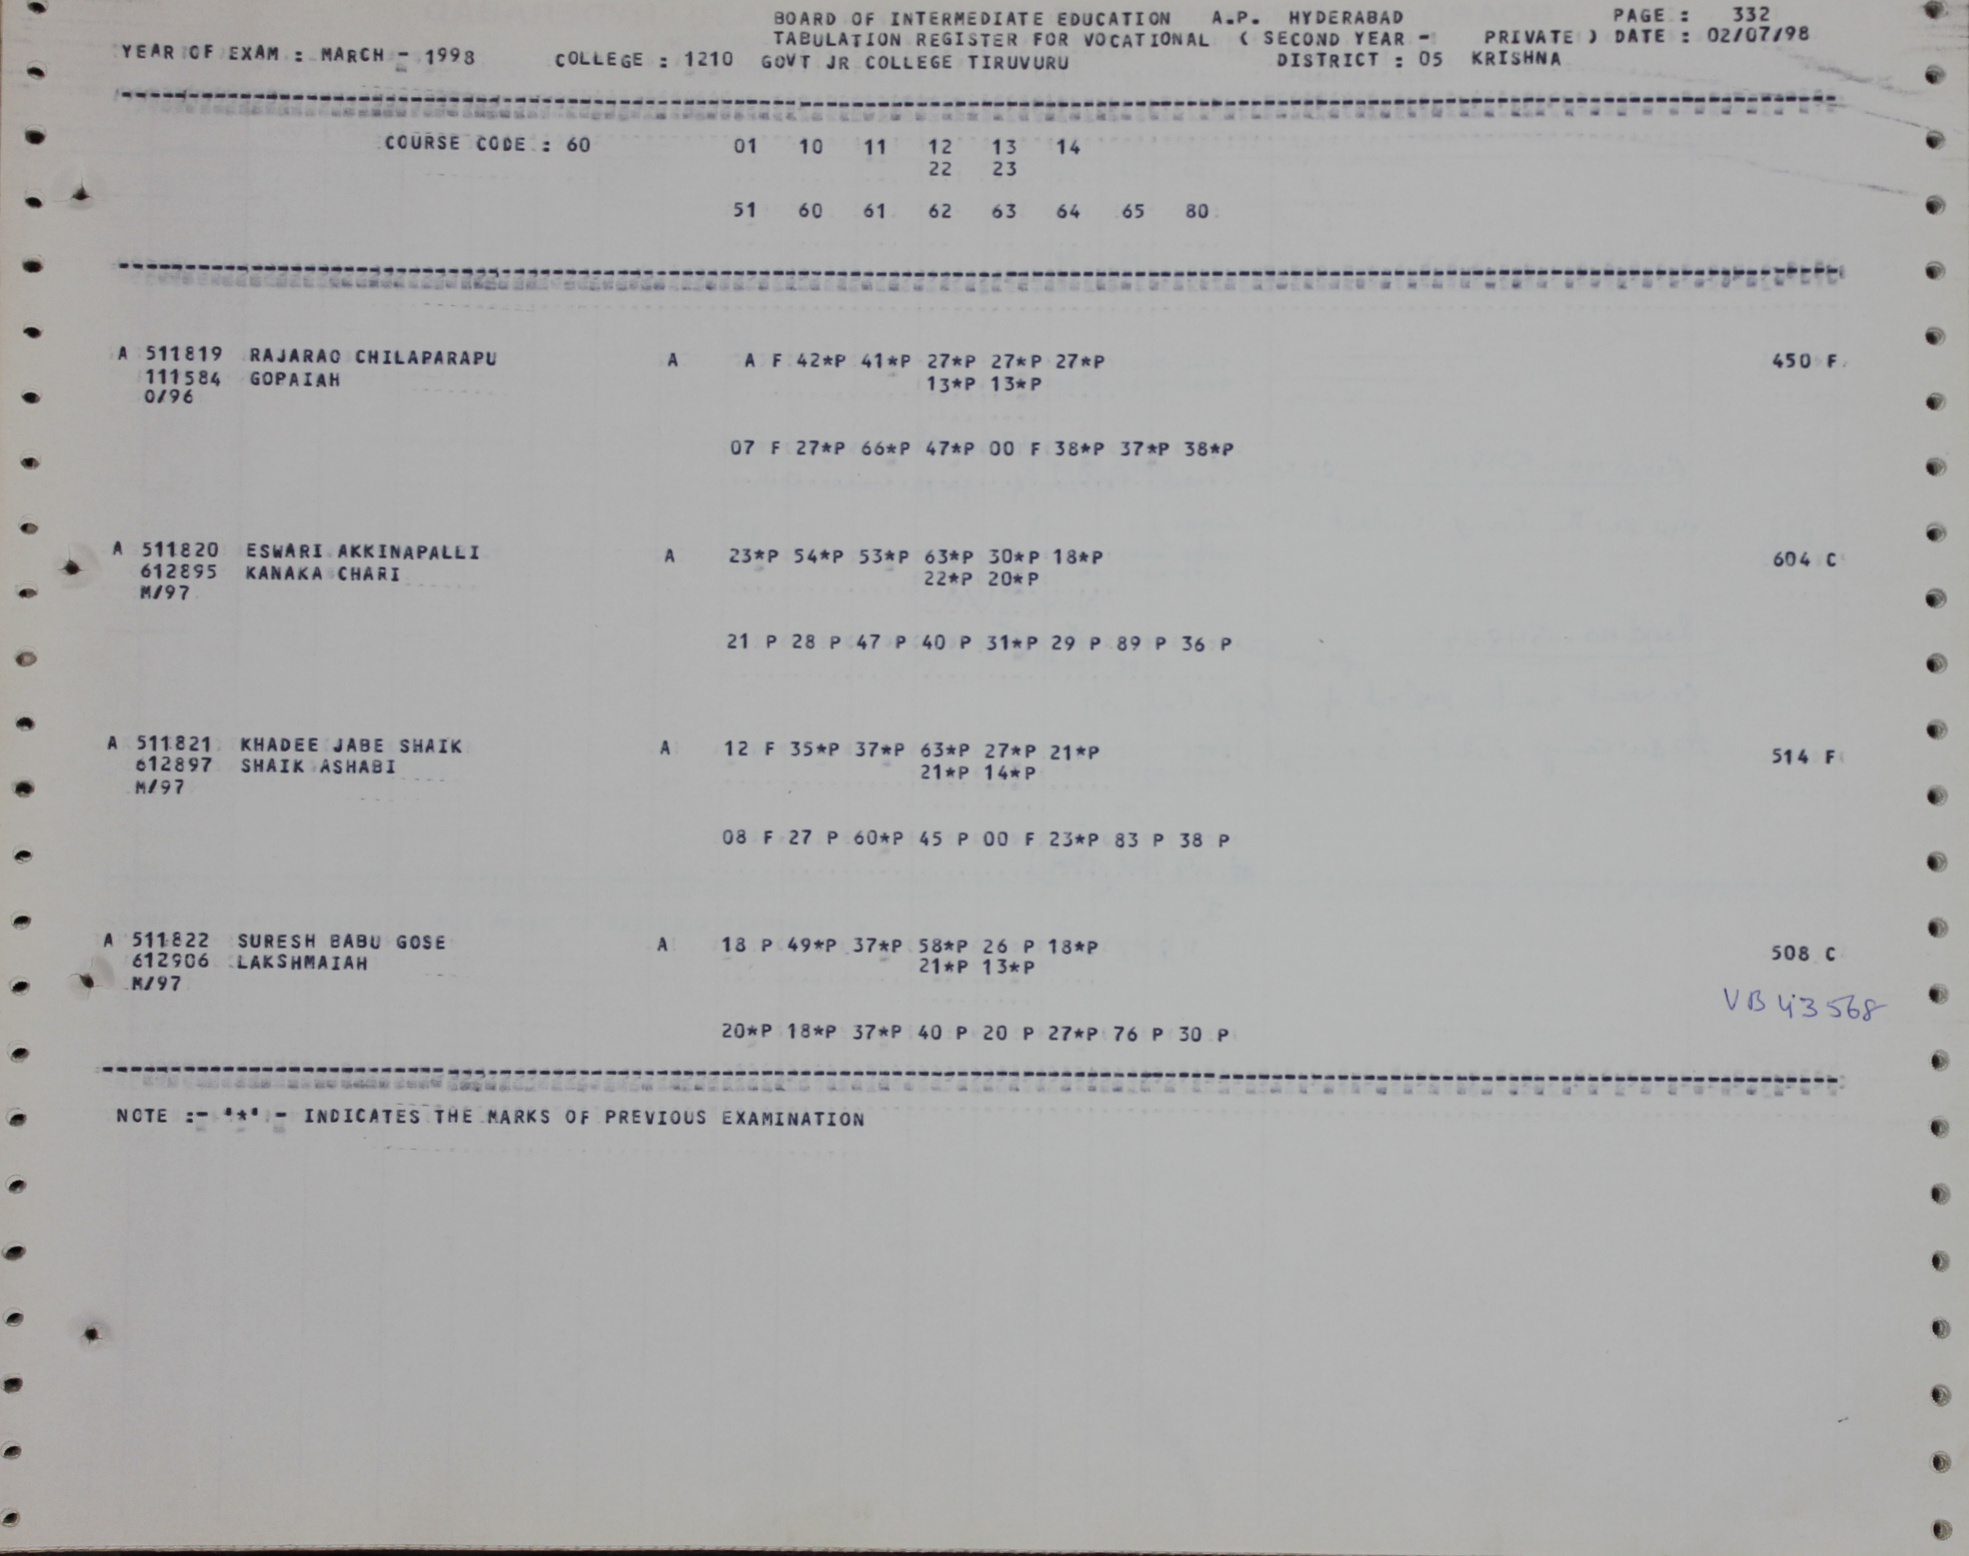 BOARD OF INTERMEDIATE EDUCATION A.P. HYDERABAD PAGE : 332
TABULATION REGISTER FOR VOCATIONAL ( SECOND YEAR - PRIVATE ) DATE : 02/07/98
YEAR OF EXAM : MARCH - 1998 COLLEGE : 1210 GOVT JR COLLEGE TIRUVURU DISTRICT : 05 KRISHNA
COURSE CODE : 60 01 10 11 12 13 14
22 23
51 60 61 62 63 64 65 80
A 511819 RAJARAO CHILAPARAPU A A F 42*P 41*P 27*P 27*P 27*P 450 F
111584 GOPAIAH 13*P 13*P
0/96
07 F 27*P 66*P 47*P 00 F 38*P 37*P 38*P
A 511820 ESWARI AKKINAPALLI A 23*P 54*P 53*P 63*P 30*P 18*P 604 C
612895 KANAKA CHARI 22*P 20*P
M/97
21 P 28 P 47 P 40 P 31*P 29 P 89 P 36 P
A 511821 KHADEE JABE SHAIK A 12 F 35*P 37*P 63*P 27*P 21*P 514 F
612897 SHAIK ASHABI 21*P 14*P
M/97
08 F 27 P 60*P 45 P 00 F 23*P 83 P 38 P
A 511822 SURESH BABU GOSE A 18 P 49*P 37*P 58*P 26 P 18*P 508 C
612906 LAKSHMAIAH 21*P 13*P
M/97
VB 43568
20*P 18*P 37*P 40 P 20 P 27*P 76 P 30 P
NOTE :- '*' - INDICATES THE MARKS OF PREVIOUS EXAMINATION